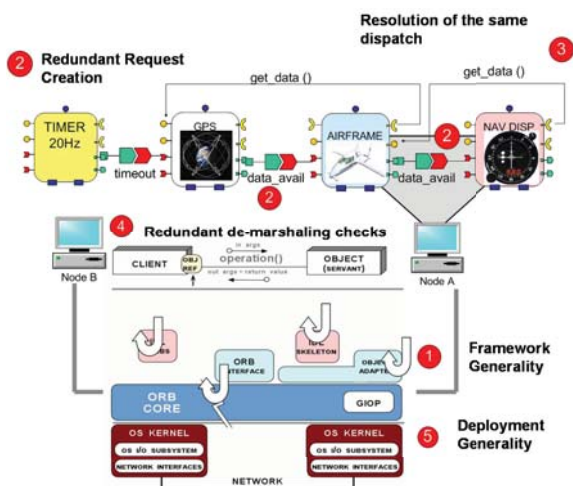 Resolution of the same
dispatch
2
Redundant Request
Creation
3
get_data ()
get_data ()
TIMER
20Hz
GPS
AIRFRAME
NAV DISP
2
timeout
data_avail
data_avail
2
4
Redundant de-marshaling checks
Node B
CLIENT
OBJ
REF
in args
operation()
out args + return value
OBJECT
(SERVANT)
Node A
SKELETON
ORB
INTERFACE
OBJECT
ADAPTER
1
Framework
Generality
ORB
CORE
GIOP
5
Deployment
Generality
OS KERNEL
OS I/O SUBSYSTEM
NETWORK INTERFACES
OS KERNEL
OS I/O SUBSYSTEM
NETWORK INTERFACES
NETWORK